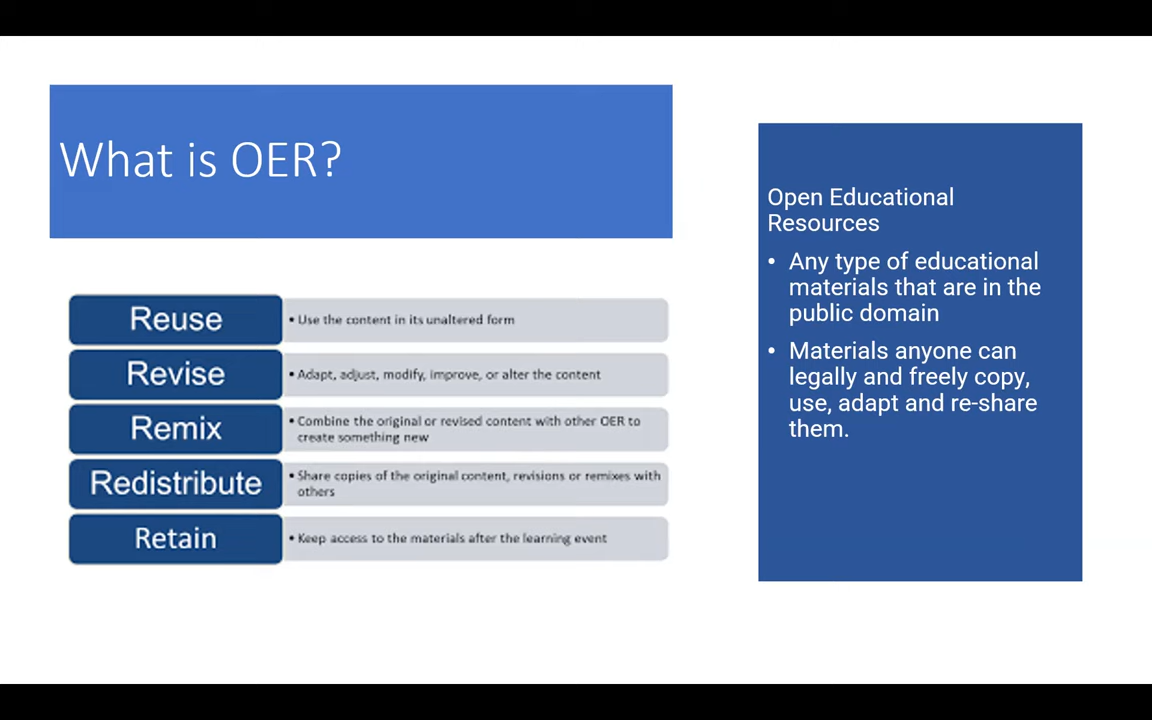 What is OER?
Reuse
• Use the content in its unaltered form
Revise
• Adapt, adjust, modify, improve, or alter the content
Remix
• Combine the original or revised content with other OER to
create something new
Redistribute
• Share copies of the original content, revisions or remixes with
others
Retain
• Keep access to the materials after the learning event
Open Educational
Resources
• Any type of educational
materials that are in the
public domain
• Materials anyone can
legally and freely copy,
use, adapt and re-share
them.